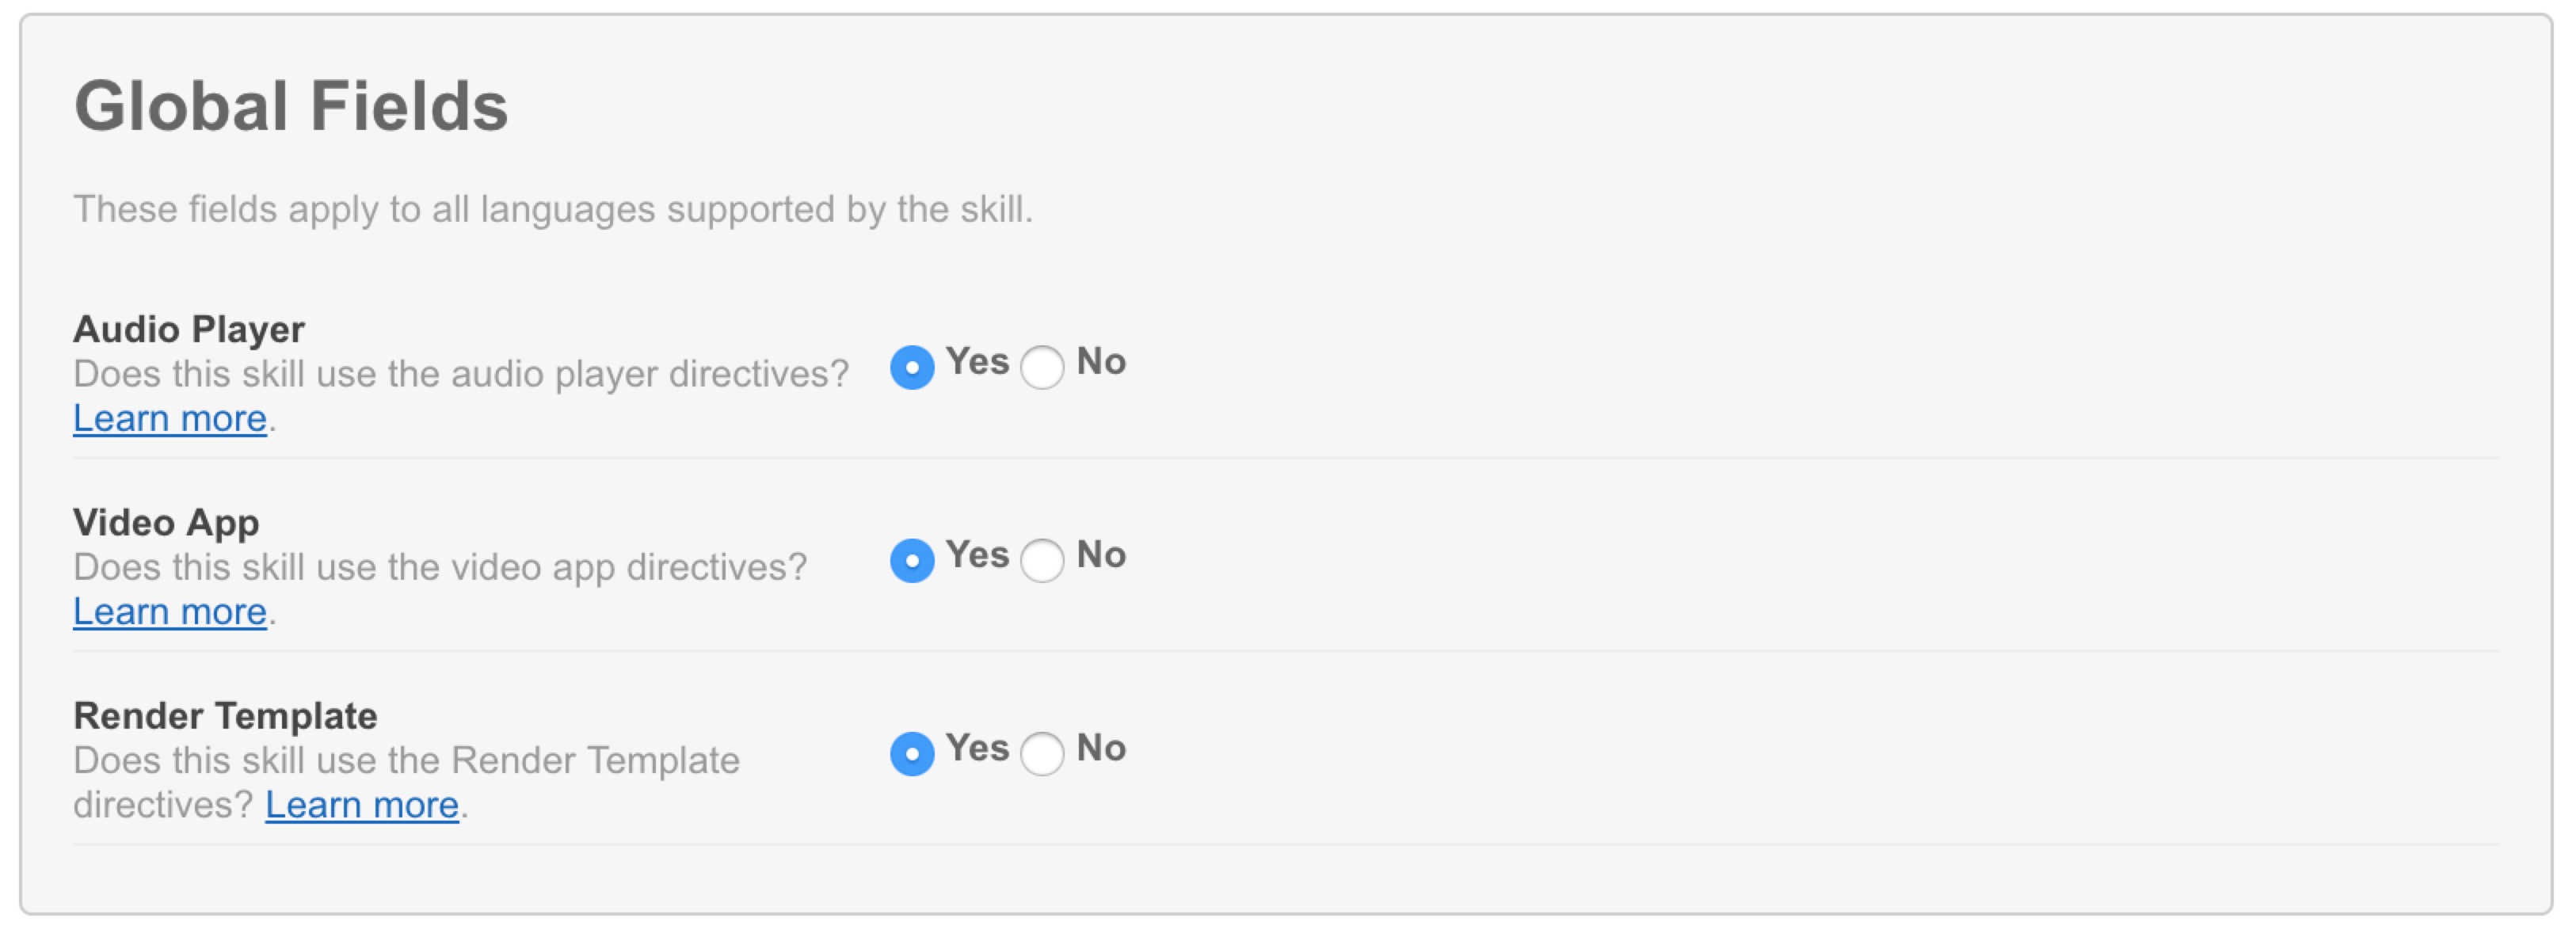 Global Fields
These fields apply to all languages supported by the skill.
Audio Player
Does this skill use the audio player directives?
Learn more.
Yes No
Video App
Does this skill use the video app directives?
Learn more.
Yes No
Render Template
Does this skill use the Render Template
directives? Learn more.
Yes No